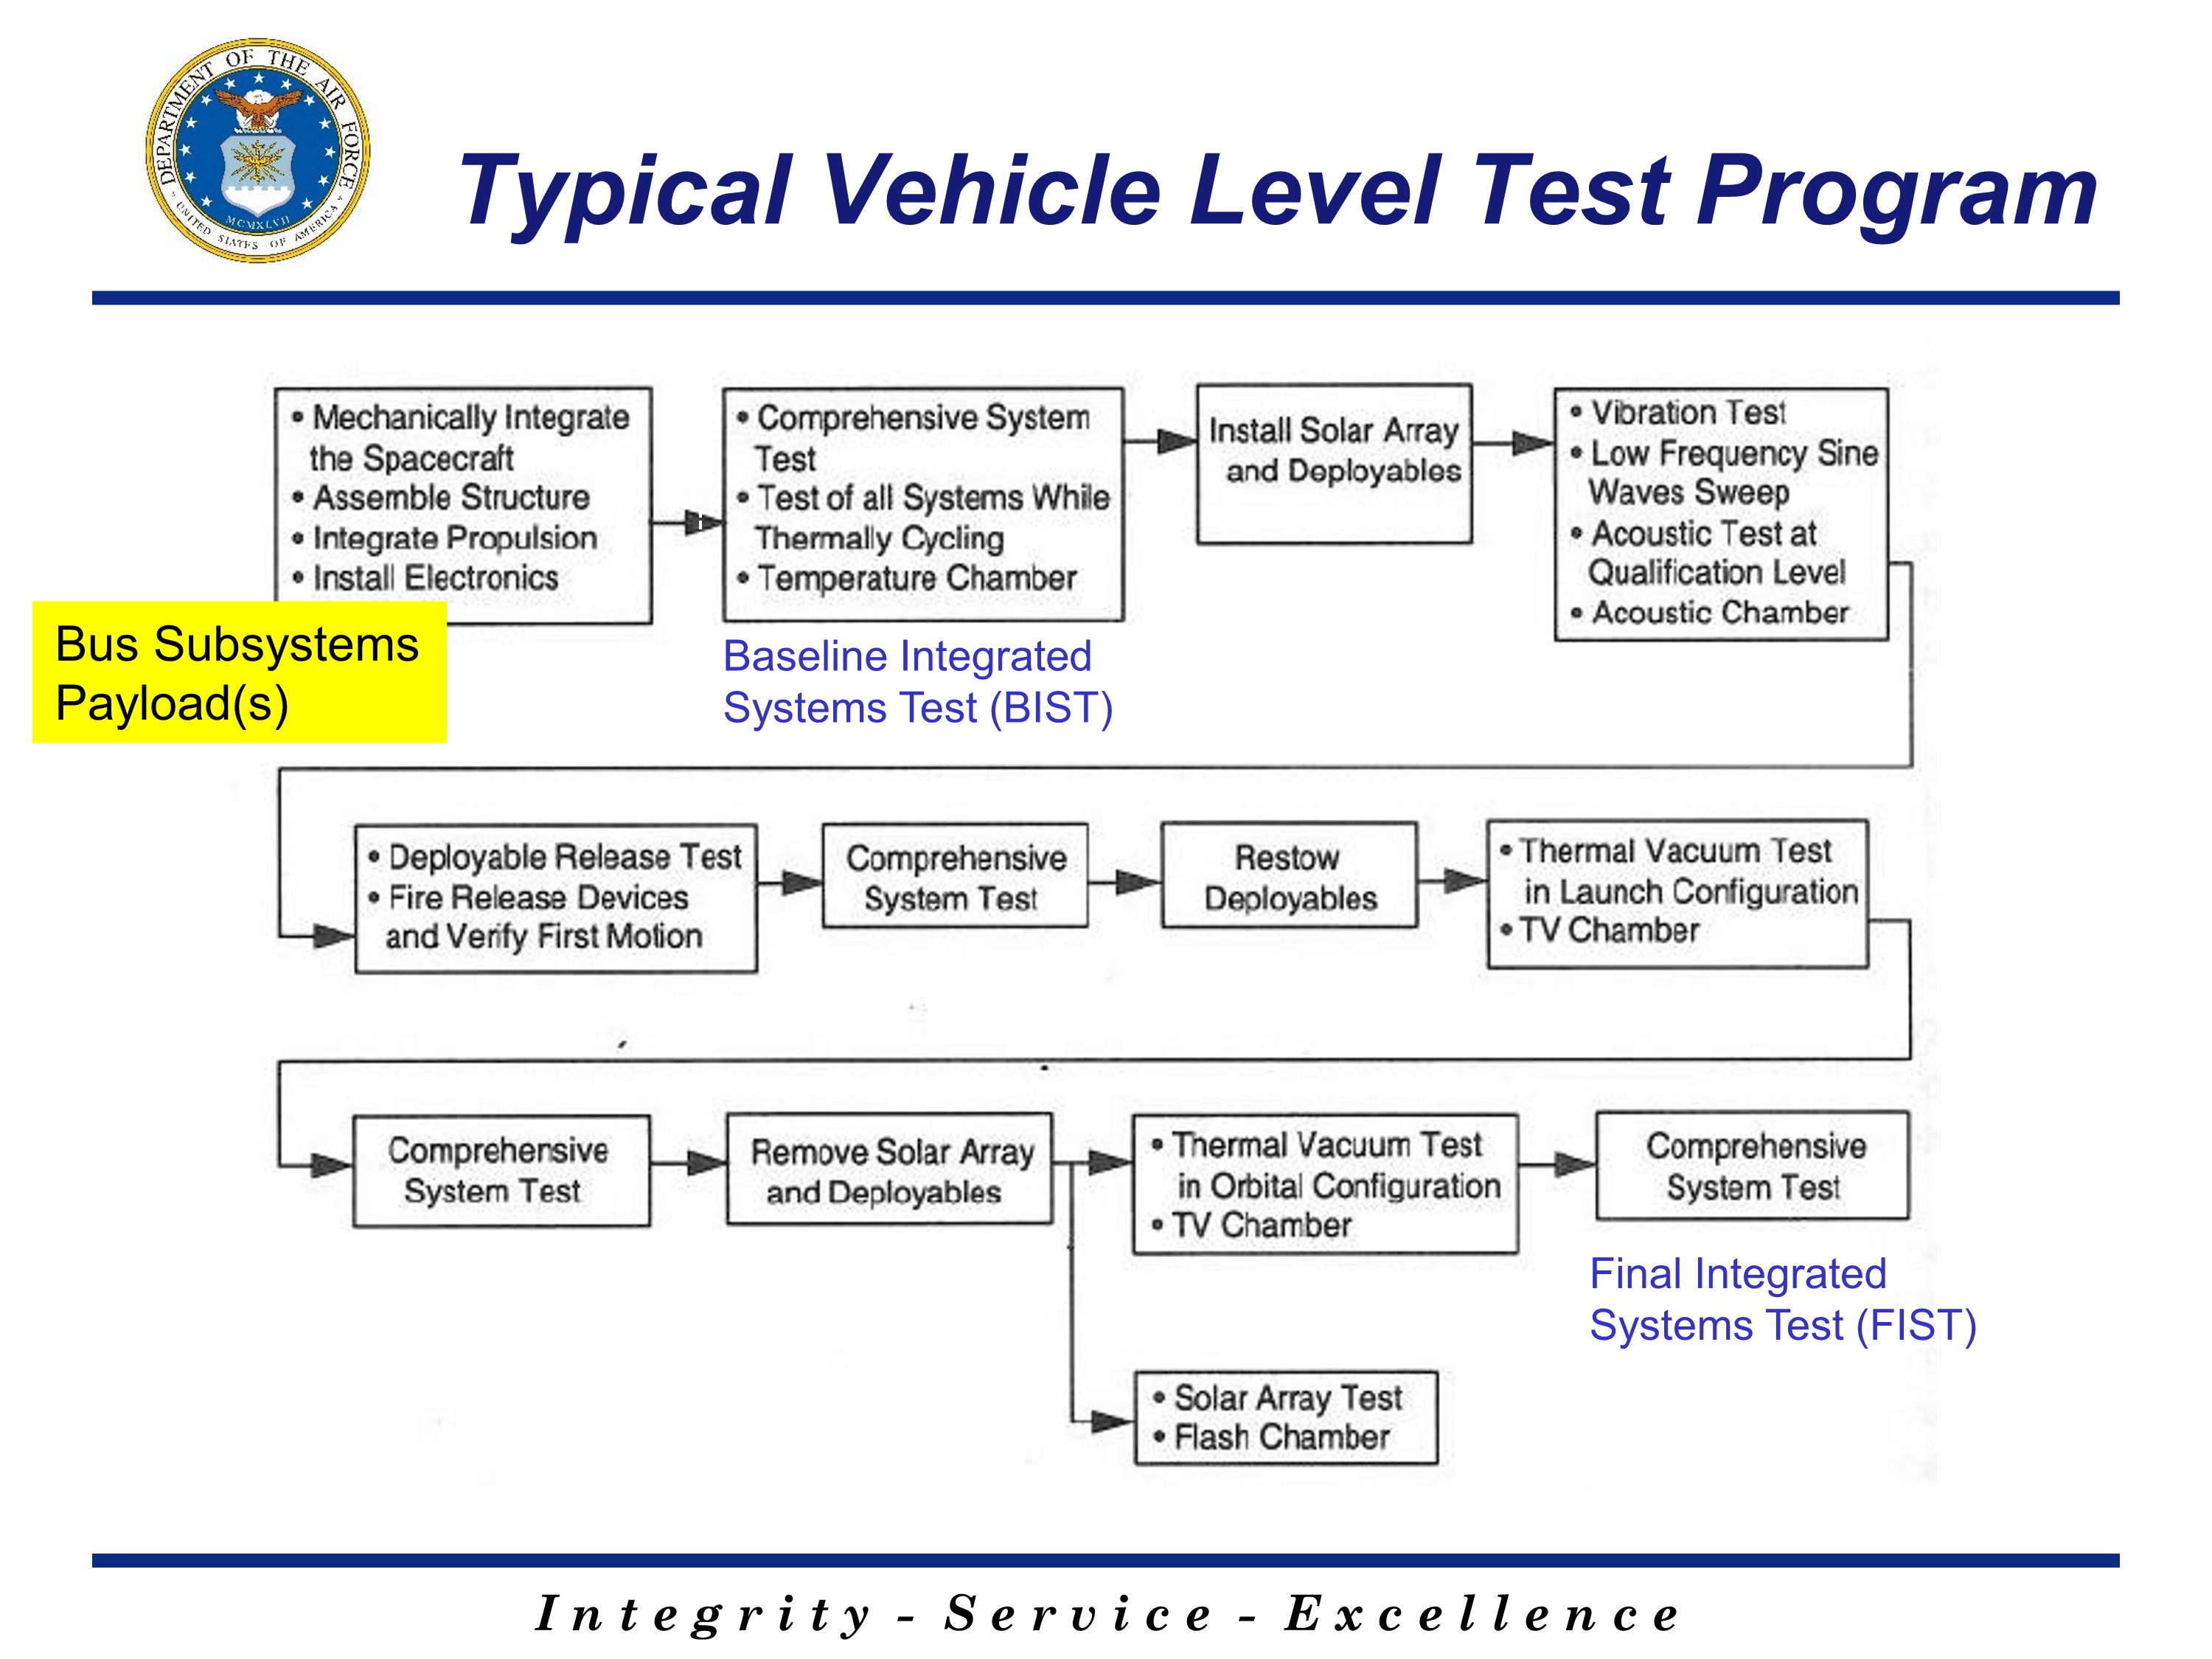 DEPARTMENT OF THE AIR FORCE
MCMXLVII
UNITED STATES OF AMERICA
Typical Vehicle Level Test Program
• Mechanically Integrate
the Spacecraft
• Assemble Structure
• Integrate Propulsion
• Install Electronics
Bus Subsystems
Payload(s)
• Comprehensive System
Test
• Test of all Systems While
Thermally Cycling
• Temperature Chamber
Baseline Integrated
Systems Test (BIST)
Install Solar Array
and Deployables
• Vibration Test
• Low Frequency Sine
Waves Sweep
• Acoustic Test at
Qualification Level
• Acoustic Chamber
• Deployable Release Test
• Fire Release Devices
and Verify First Motion
Comprehensive
System Test
Restow
Deployables
• Thermal Vacuum Test
in Launch Configuration
• TV Chamber
Comprehensive
System Test
Remove Solar Array
and Deployables
• Thermal Vacuum Test
in Orbital Configuration
• TV Chamber
Comprehensive
System Test
Final Integrated
Systems Test (FIST)
• Solar Array Test
• Flash Chamber
Integrity - Service - Excellence